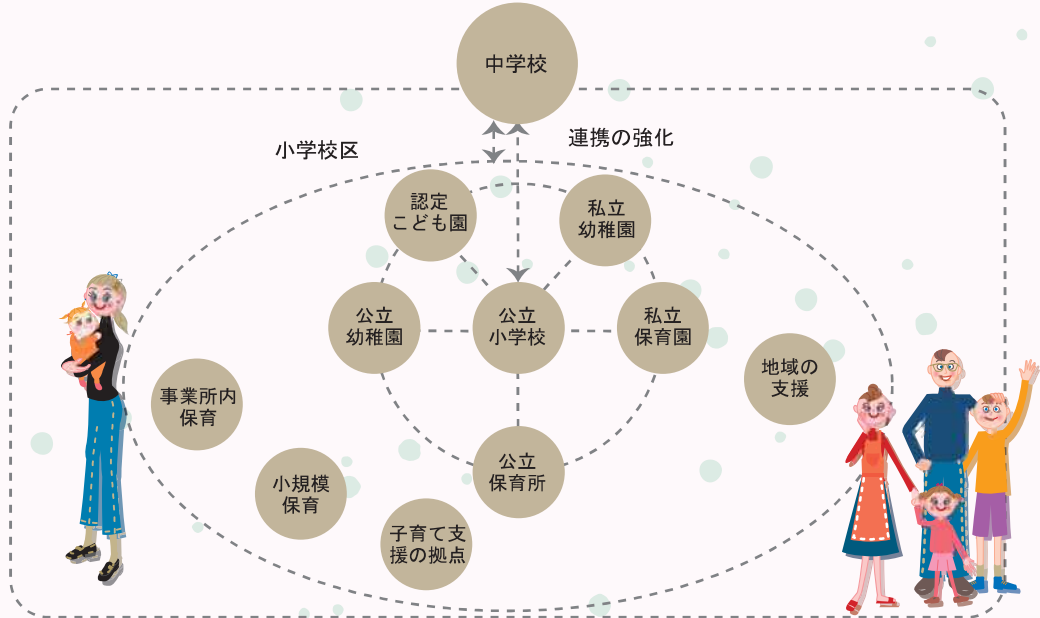 中学校
連携の強化
小学校区
認定
こども園
私立
幼稚園
公立
幼稚園
公立
小学校
私立
保育園
地域の
支援
事業所内
保育
公立
保育所
小規模
保育
子育て支
援の拠点